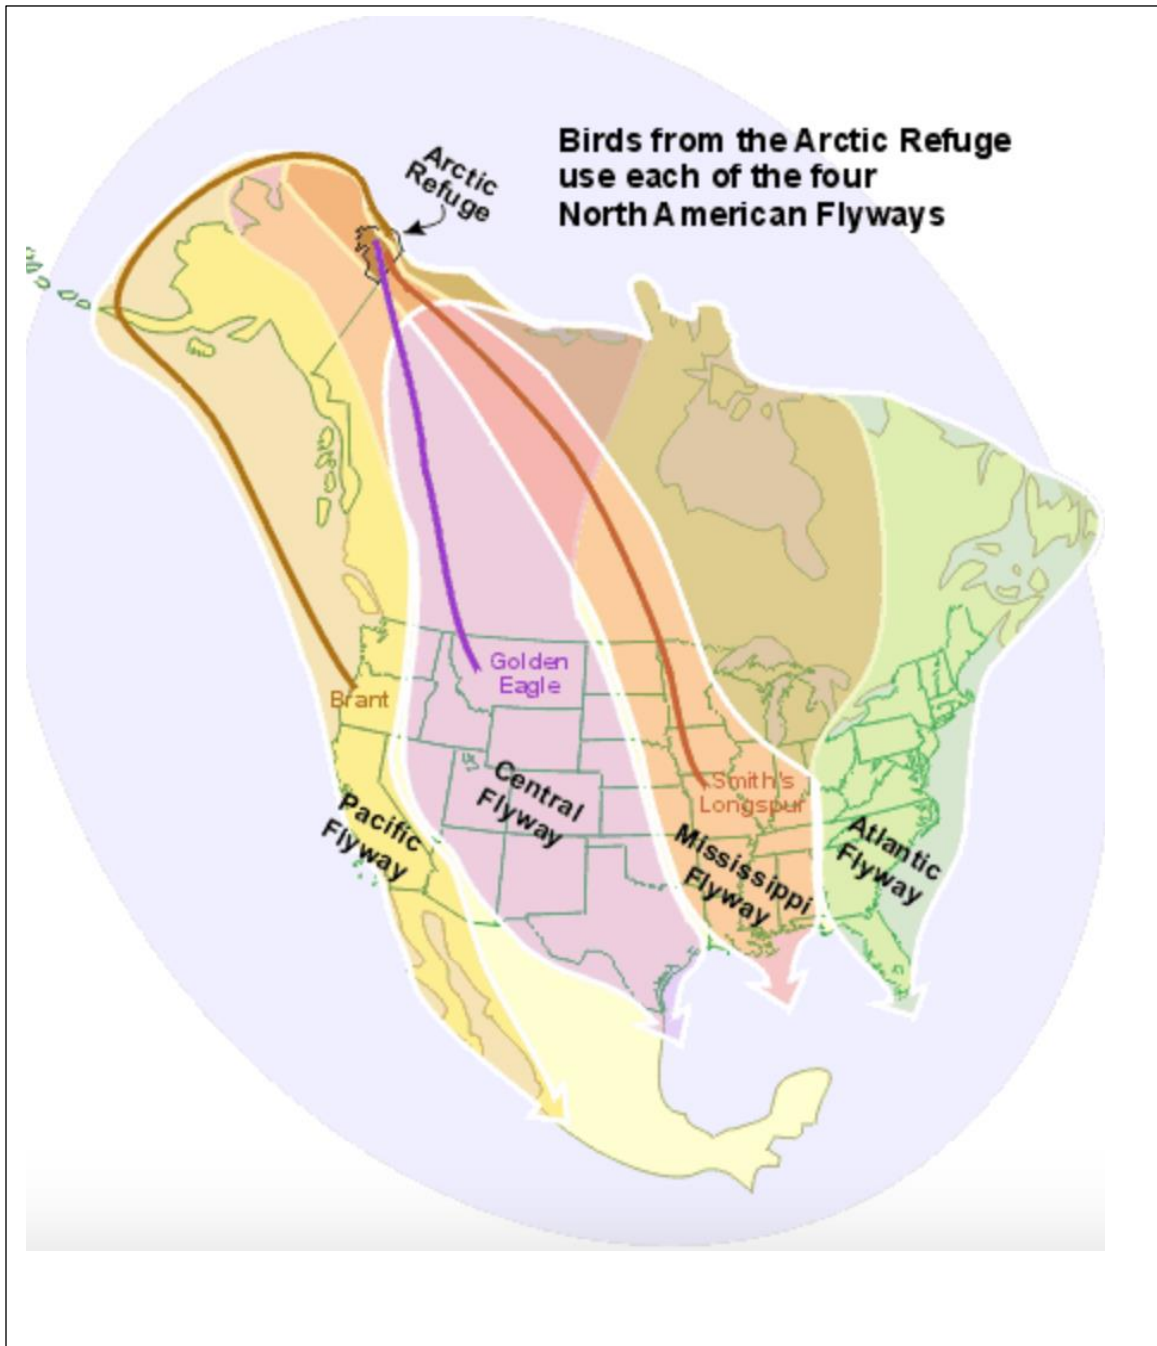 Birds from the Arctic Refuge
use each of the four
North American Flyways
Arctic
Refuge
Golden
Eagle
Brant
Smith's
Longspur
Central
Flyway
Pacific
Flyway
Mississippi
Flyway
Atlantic
Flyway